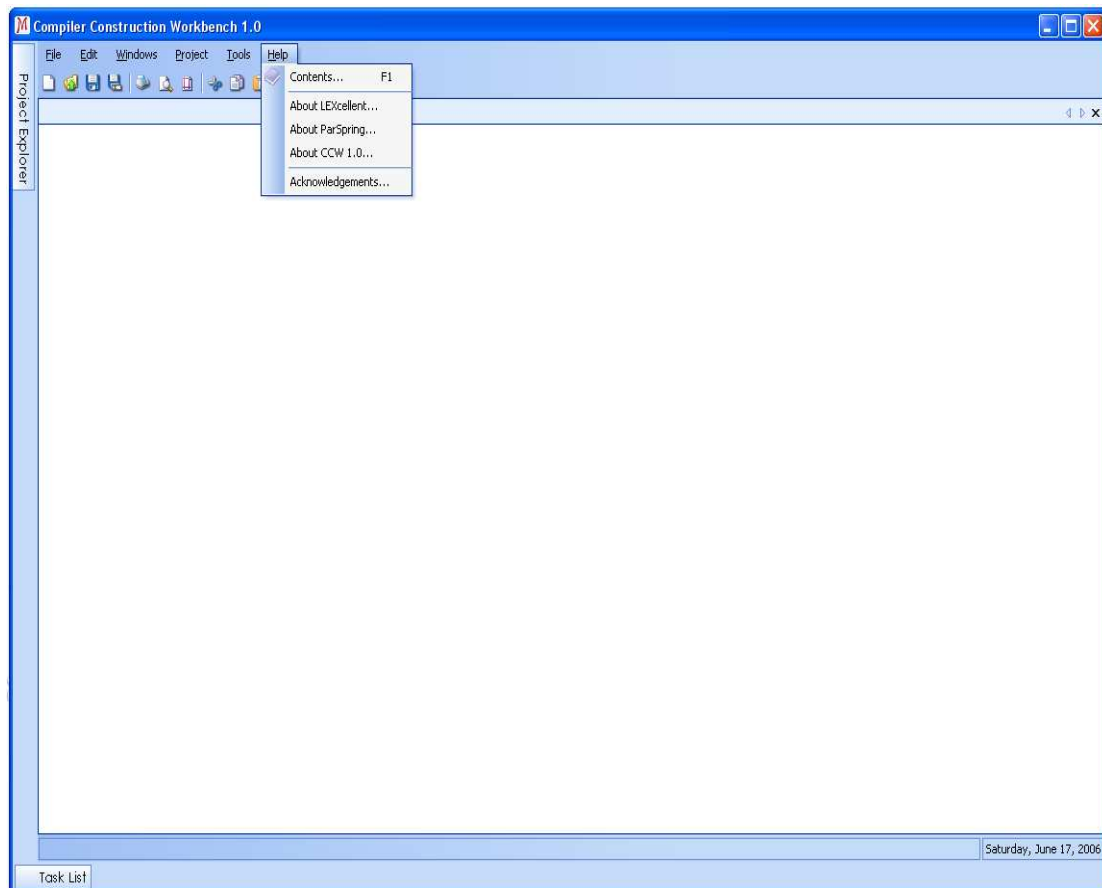 Compiler Construction Workbench 1.0
File Edit Windows Project Tools Help
Project Explorer
Contents... F1
About LEXcellent...
About ParSpring...
About CCW 1.0...
Acknowledgements...
Saturday, June 17, 2006
Task List